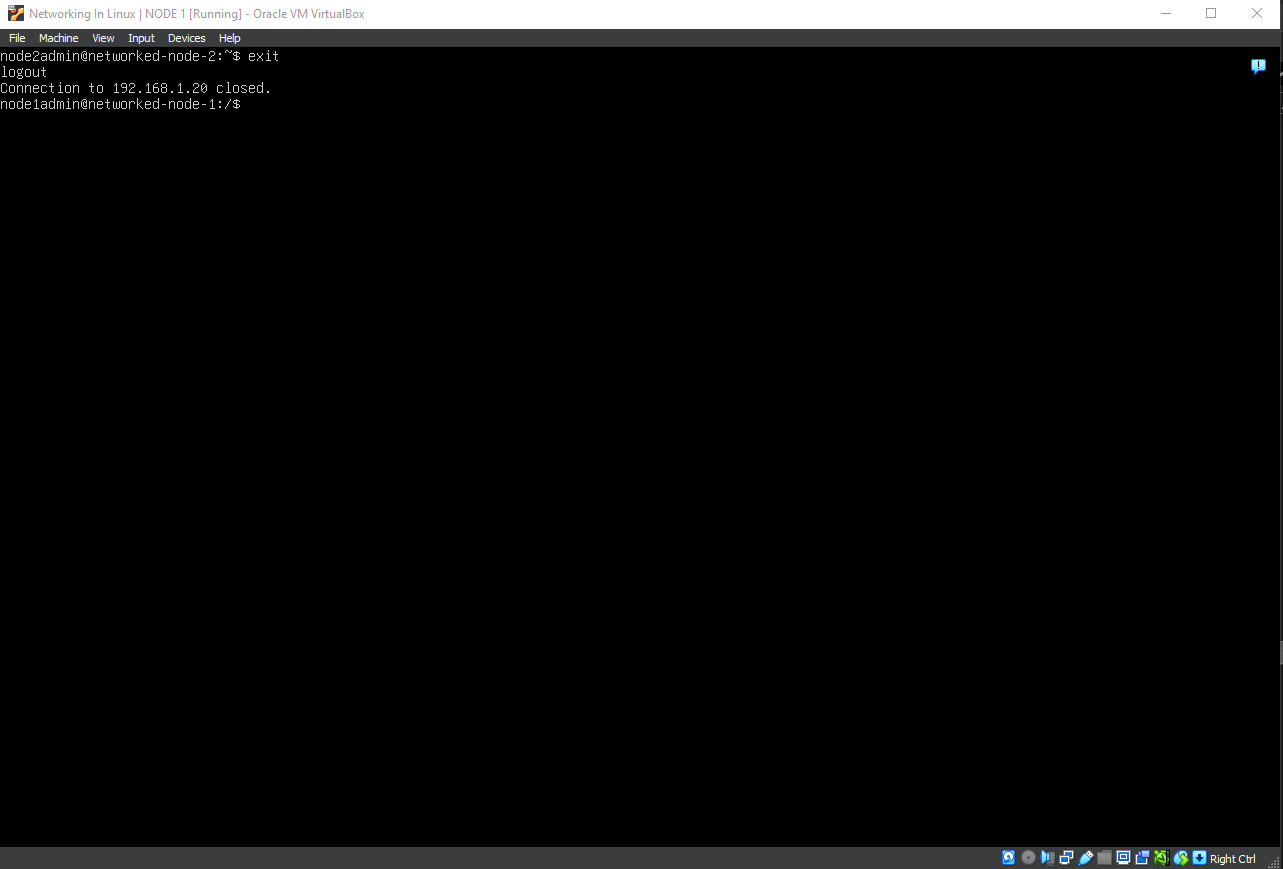 Networking In Linux | NODE 1 [Running] - Oracle VM VirtualBox
File Machine View Input Devices Help
node2admin@networked-node-2:~$ exit
logout
Connection to 192.168.1.20 closed.
node1admin@networked-node-1:/$
Right Ctrl